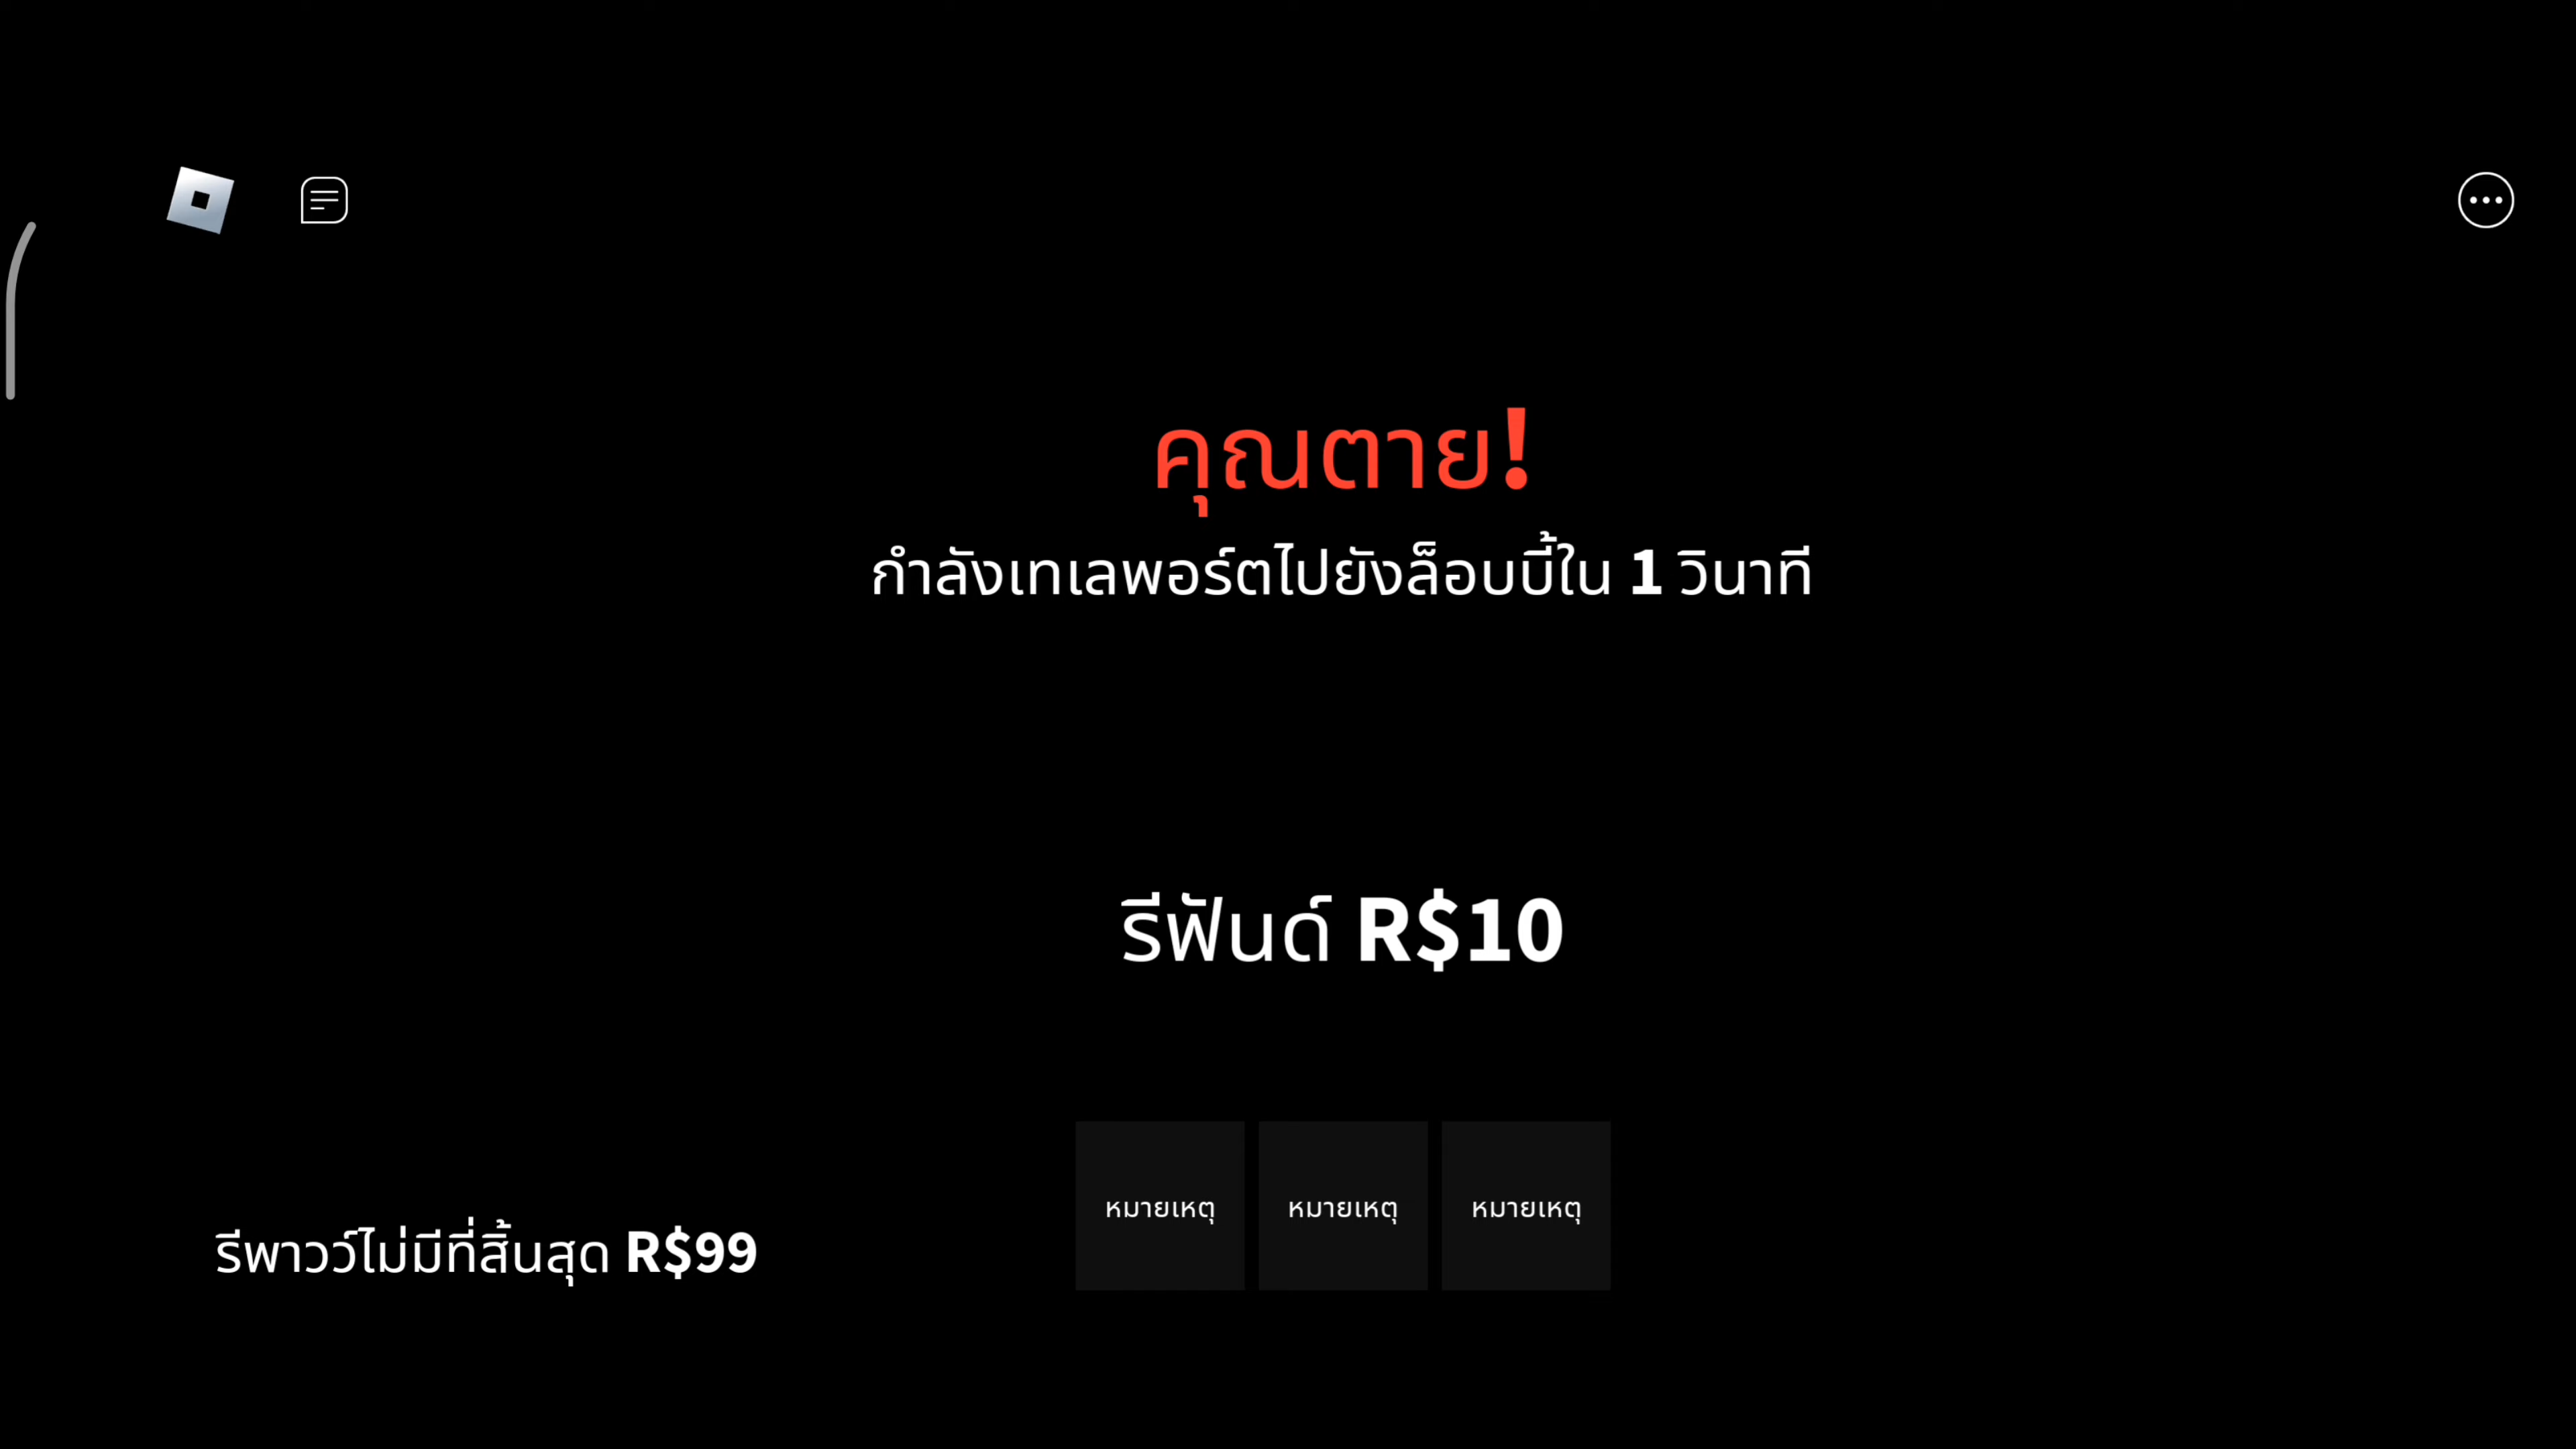 คุณตาย!
กำลังเทเลพอร์ตไปยังล็อบบี้ใน 1 วินาที
รีฟันด์ R$10
หมายเหตุ หมายเหตุ หมายเหตุ
รีพาวว์ไม่มีที่สิ้นสุด R$99